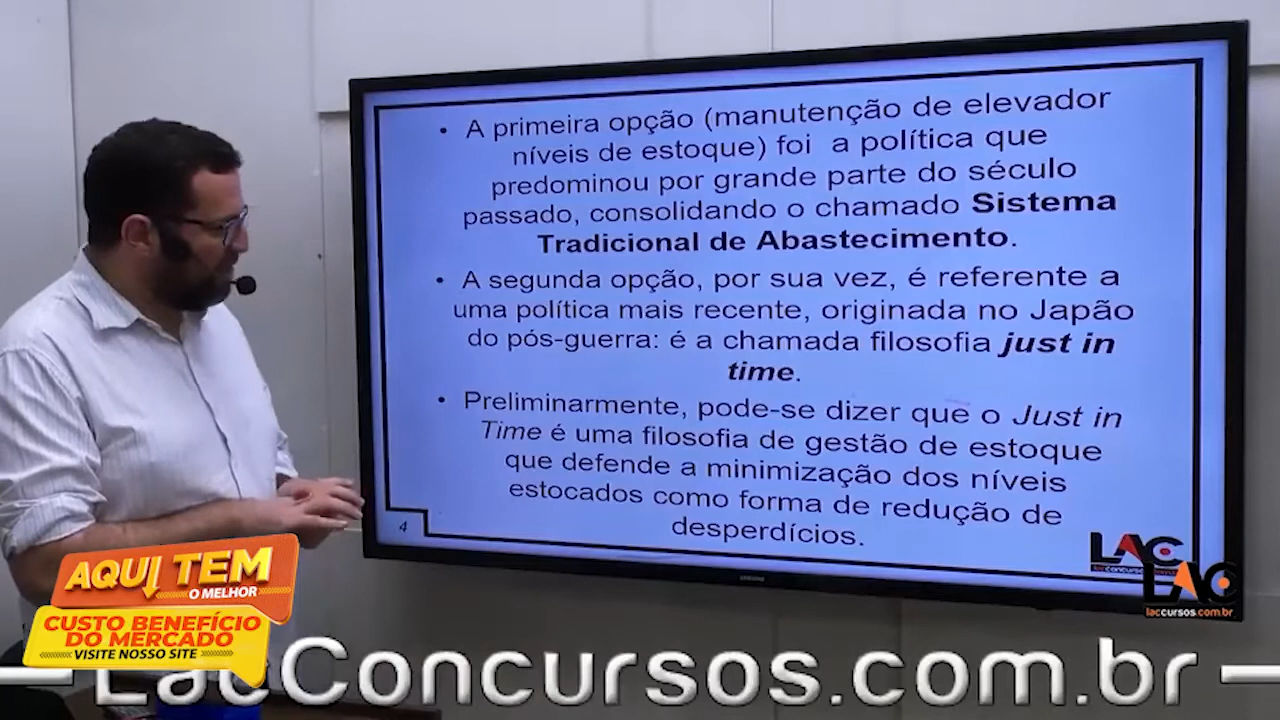 • A primeira opção (manutenção de elevador
níveis de estoque) foi a política que
predominou por grande parte do século
passado, consolidando o chamado Sistema
Tradicional de Abastecimento.
• A segunda opção, por sua vez, é referente a
uma política mais recente, originada no Japão
do pós-guerra: é a chamada filosofia just in
time.
• Preliminarmente, pode-se dizer que o Just in
Time é uma filosofia de gestão de estoque
que defende a minimização dos níveis
estocados como forma de redução de
desperdícios.
4
LAC
LAC
laccursos.com.br
AQUI TEM
O MELHOR
CUSTO BENEFÍCIO
DO MERCADO
VISITE NOSSO SITE
LacConcursos.com.br